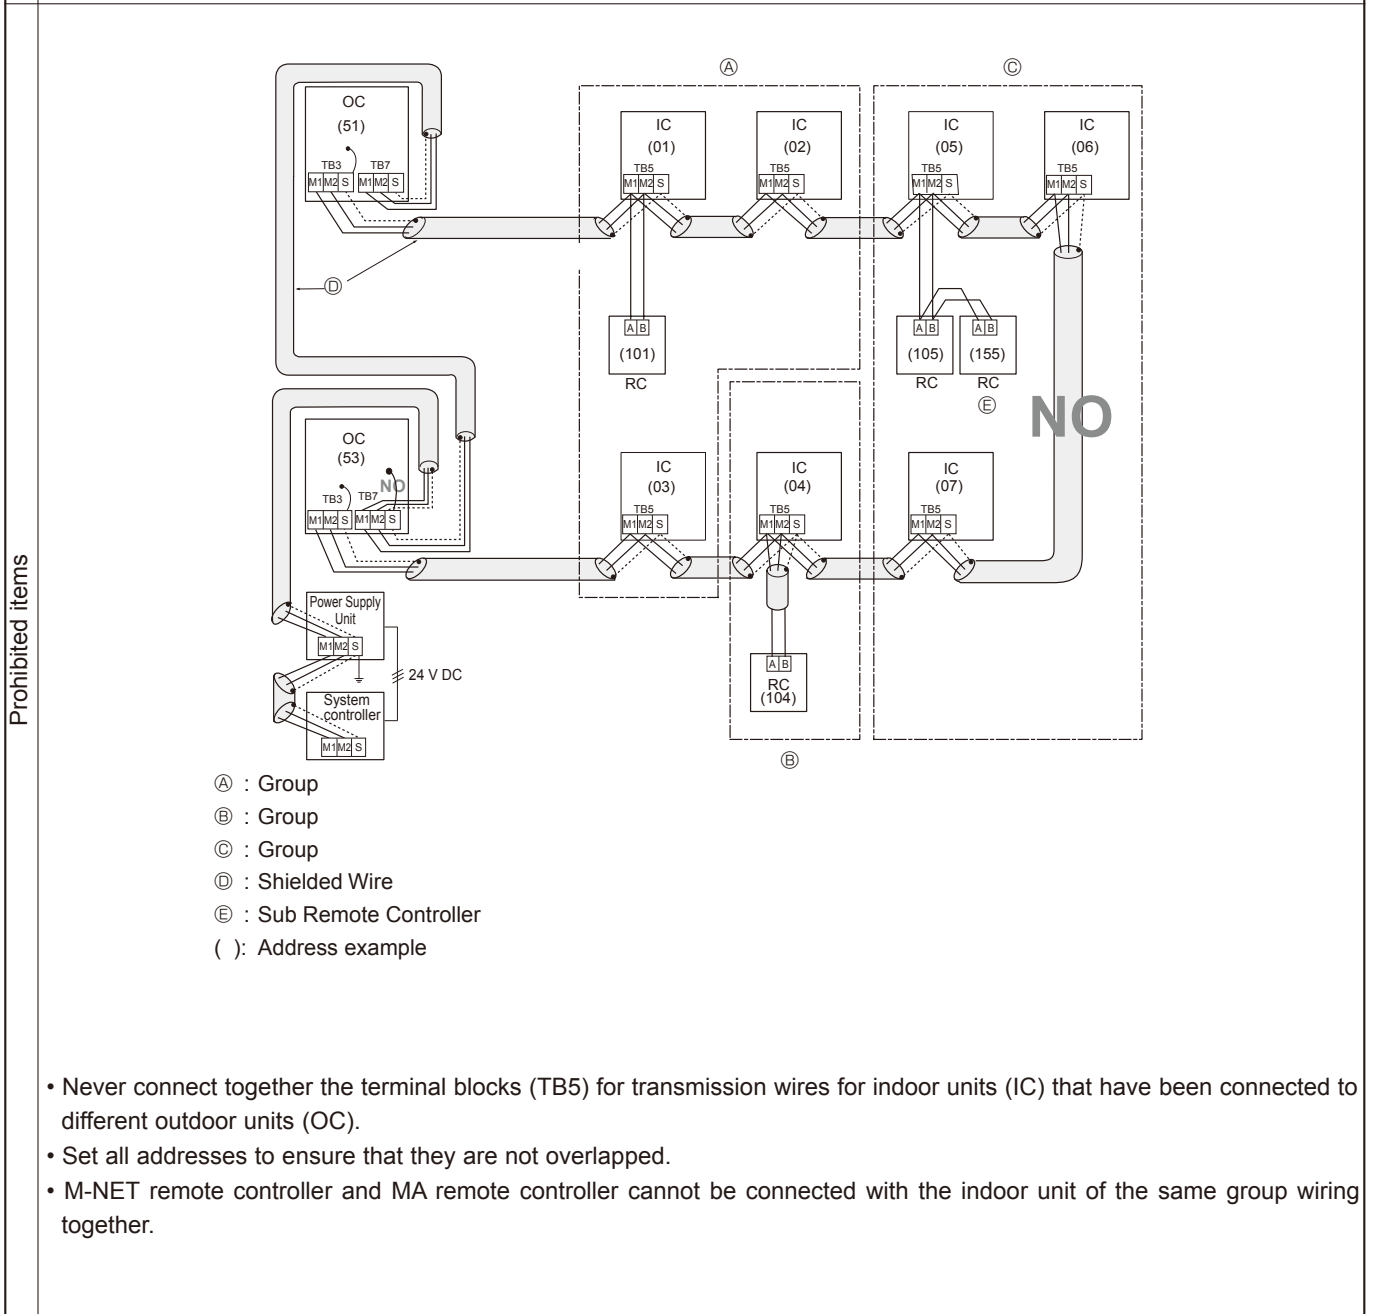 Prohibited items
Ⓐ Ⓒ
OC
(51)
TB3 TB7
M1 M2 S M1 M2 S
IC
(01)
TB5
M1 M2 S
IC
(02)
TB5
M1 M2 S
IC
(05)
TB5
M1 M2 S
IC
(06)
TB5
M1 M2 S
Ⓓ
A B
(101)
RC
A B
(105)
RC
A B
(155)
RC
Ⓔ
NO
OC
(53)
NO
TB3 TB7
M1 M2 S M1 M2 S
IC
(03)
TB5
M1 M2 S
IC
(04)
TB5
M1 M2 S
IC
(07)
TB5
M1 M2 S
Power Supply
Unit
M1 M2 S
24 V DC
System
controller
M1 M2 S
A B
RC
(104)
Ⓑ
Ⓐ : Group
Ⓑ : Group
Ⓒ : Group
Ⓓ : Shielded Wire
Ⓔ : Sub Remote Controller
( ): Address example
• Never connect together the terminal blocks (TB5) for transmission wires for indoor units (IC) that have been connected to
different outdoor units (OC).
• Set all addresses to ensure that they are not overlapped.
• M-NET remote controller and MA remote controller cannot be connected with the indoor unit of the same group wiring
together.